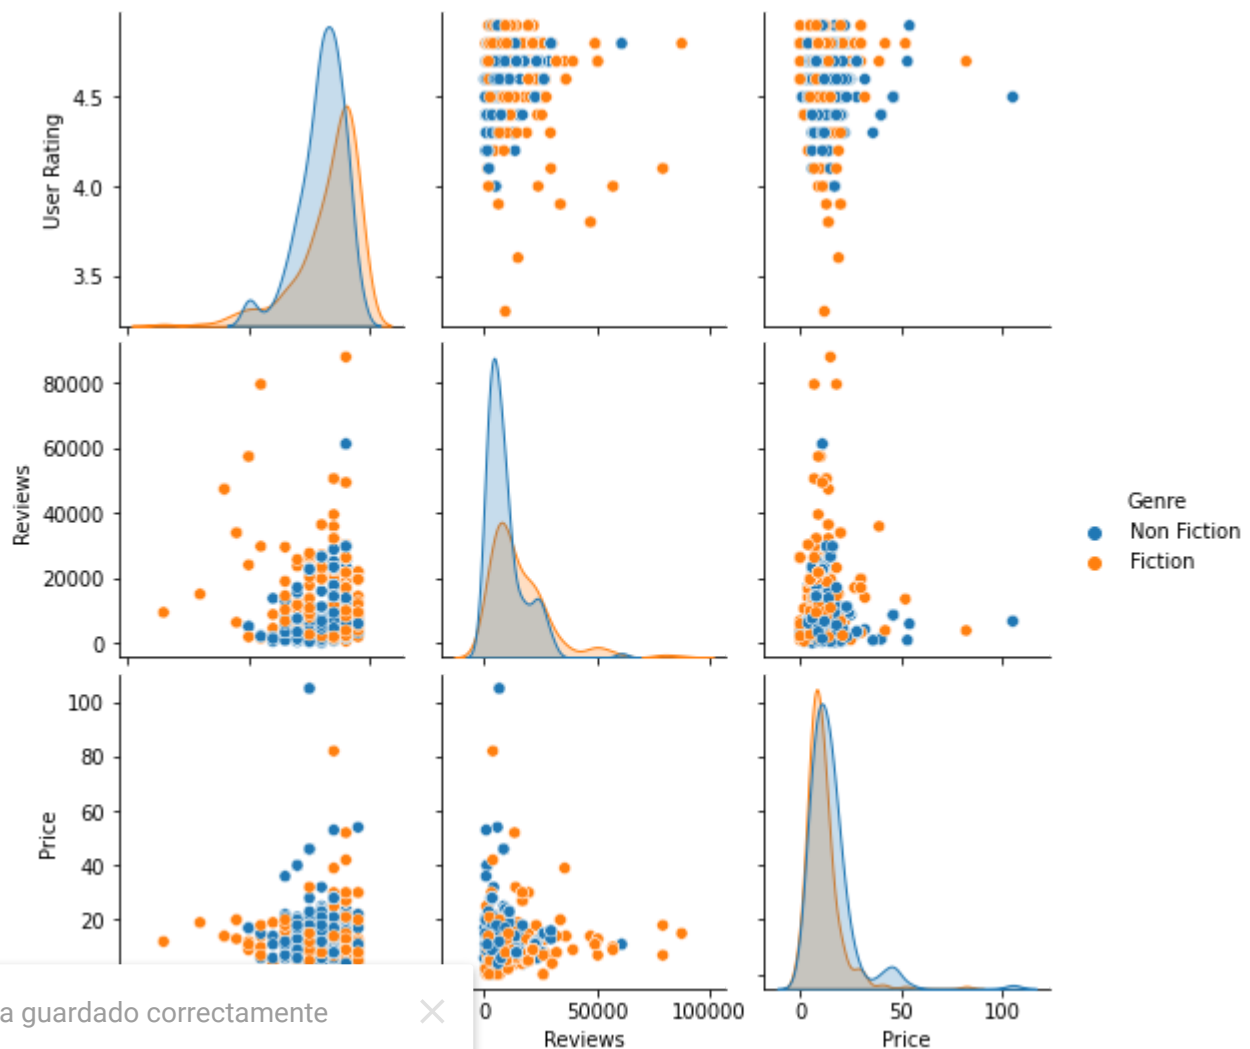 4.5
4.0
3.5
User Rating
80000
60000
40000
20000
0
Reviews
Genre
Non Fiction
Fiction
100
80
60
40
20
Price
a guardado correctamente
0
50000
100000
Reviews
0
50
100
Price